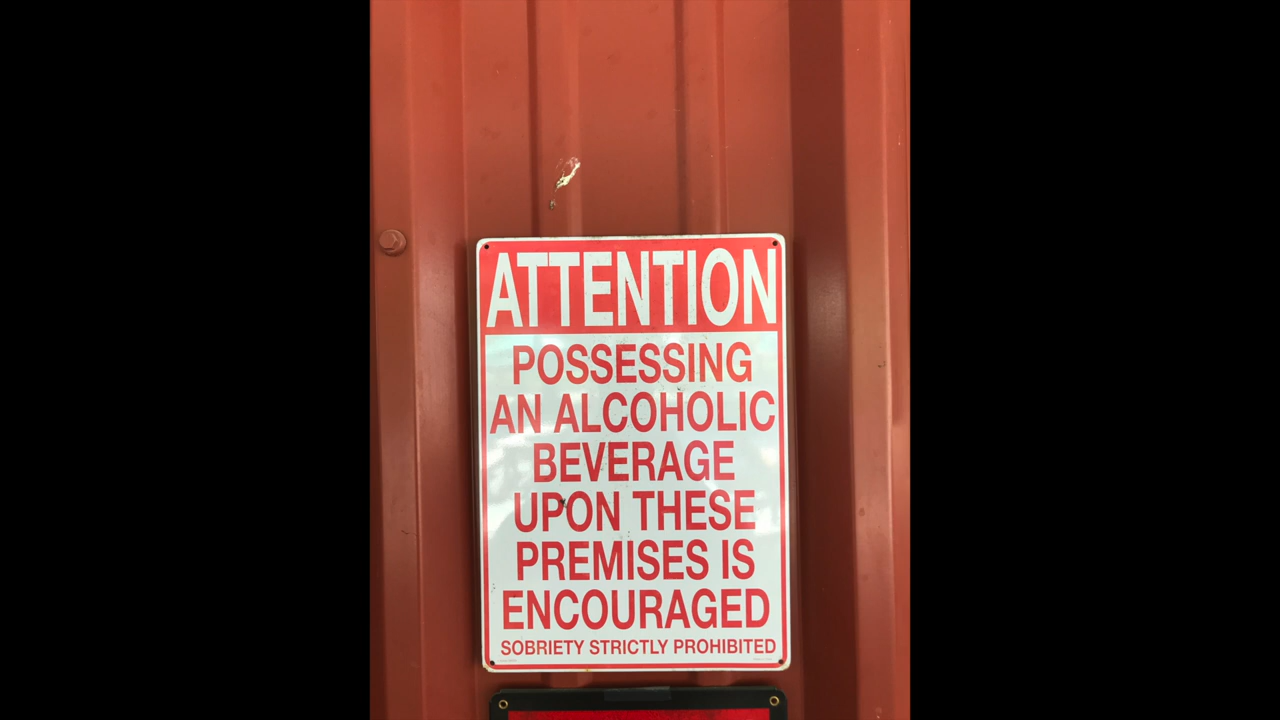 ATTENTION
POSSESSING
AN ALCOHOLIC
BEVERAGE
UPON THESE
PREMISES IS
ENCOURAGED
SOBRIETY STRICTLY PROHIBITED